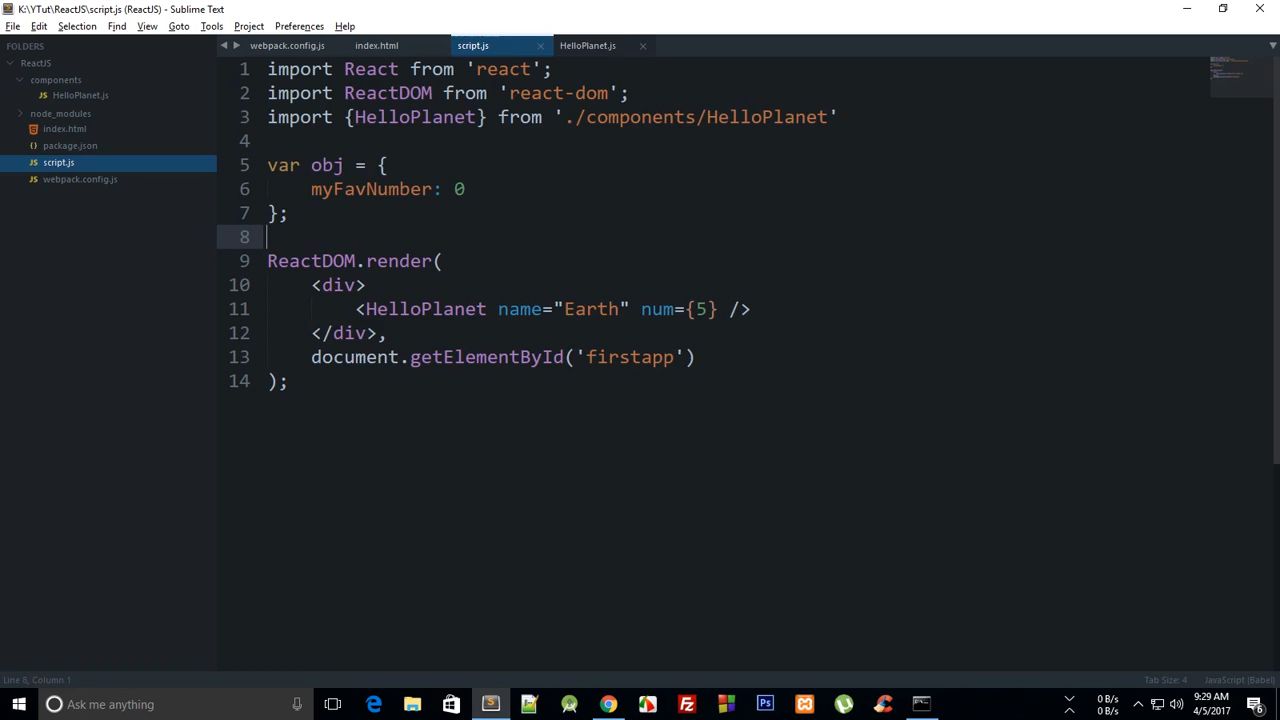 K:\YTut\ReactJS\script.js (ReactJS) - Sublime Text
File Edit Selection Find View Goto Tools Project Preferences Help
FOLDERS
ReactJS
components
HelloPlanet.js
node_modules
index.html
package.json
script.js
webpack.config.js
webpack.config.js index.html script.js HelloPlanet.js
1 import React from 'react';
2 import ReactDOM from 'react-dom';
3 import {HelloPlanet} from './components/HelloPlanet'
4
5 var obj = {
6 myFavNumber: 0
7 };
8
9 ReactDOM.render(
10 <div>
11 <HelloPlanet name="Earth" num={5} />
12 </div>,
13 document.getElementById('firstapp')
14 );
Line 8, Column 1 Tab Size: 4 JavaScript (Babel)
Ask me anything
0 B/s
0 B/s
9:29 AM
4/5/2017
6